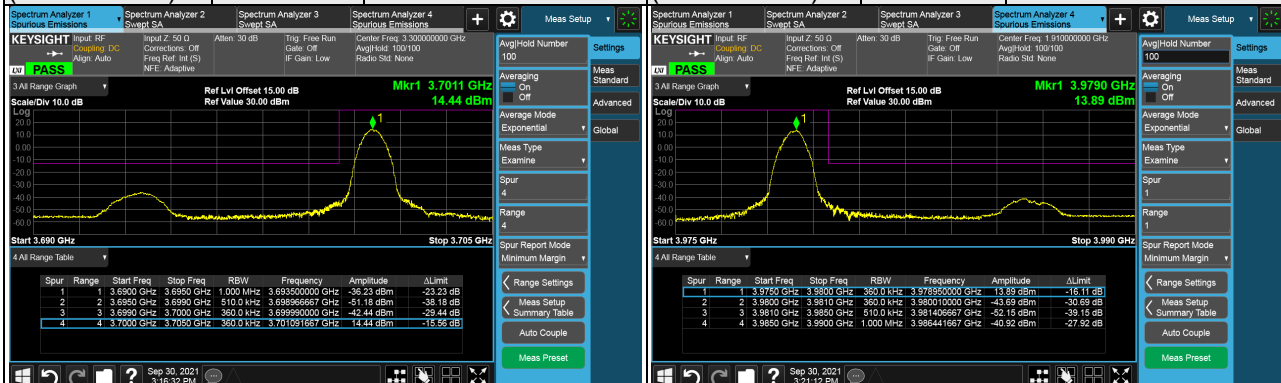 Spectrum Analyzer 1
Spurious Emissions
Spectrum Analyzer 2
Swept SA
Spectrum Analyzer 3
Swept SA
Spectrum Analyzer 4
Spurious Emissions
Meas Setup
KEYSIGHT
Input: RF
Coupling: DC
Align: Auto
Input Z: 50 Ω
Corrections: Off
Freq Ref: Int (S)
NFE: Adaptive
Atten: 30 dB
Trig: Free Run
Gate: Off
IF Gain: Low
Center Freq: 3.300000000 GHz
Avg|Hold: 100/100
Radio Std: None
LXI PASS
3 All Range Graph
Ref Lvl Offset 15.00 dB
Mkr1 3.7011 GHz
Scale/Div 10.0 dB
Ref Value 30.00 dBm
14.44 dBm
Log
20.0
10.0
0.00
-10.0
-20.0
-30.0
-40.0
-50.0
-60.0
1
Start 3.690 GHz
Stop 3.705 GHz
4 All Range Table
Spur Range Start Freq Stop Freq RBW Frequency Amplitude ΔLimit
1 1 3.6900 GHz 3.6950 GHz 1.000 MHz 3.693500000 GHz -36.23 dBm -23.23 dB
2 2 3.6950 GHz 3.6990 GHz 510.0 kHz 3.698966667 GHz -51.18 dBm -38.18 dB
3 3 3.6990 GHz 3.7000 GHz 360.0 kHz 3.699990000 GHz -42.44 dBm -29.44 dB
4 4 3.7000 GHz 3.7050 GHz 360.0 kHz 3.701091667 GHz 14.44 dBm -15.56 dB
Avg|Hold Number
100
Averaging
On
Off
Average Mode
Exponential
Meas Type
Examine
Spur
4
Range
4
Spur Report Mode
Minimum Margin
Range Settings
Meas Setup
Summary Table
Auto Couple
Meas Preset
Settings
Meas
Standard
Advanced
Global
Sep 30, 2021
3:16:32 PM
Spectrum Analyzer 1
Spurious Emissions
Spectrum Analyzer 2
Swept SA
Spectrum Analyzer 3
Swept SA
Spectrum Analyzer 4
Spurious Emissions
Meas Setup
KEYSIGHT
Input: RF
Coupling: DC
Align: Auto
Input Z: 50 Ω
Corrections: Off
Freq Ref: Int (S)
NFE: Adaptive
Atten: 30 dB
Trig: Free Run
Gate: Off
IF Gain: Low
Center Freq: 1.910000000 GHz
Avg|Hold: 100/100
Radio Std: None
LXI PASS
3 All Range Graph
Ref Lvl Offset 15.00 dB
Mkr1 3.9790 GHz
Scale/Div 10.0 dB
Ref Value 30.00 dBm
13.89 dBm
Log
20.0
10.0
0.00
-10.0
-20.0
-30.0
-40.0
-50.0
-60.0
1
Start 3.975 GHz
Stop 3.990 GHz
4 All Range Table
Spur Range Start Freq Stop Freq RBW Frequency Amplitude ΔLimit
1 1 3.9750 GHz 3.9800 GHz 360.0 kHz 3.978950000 GHz 13.89 dBm -16.11 dB
2 2 3.9800 GHz 3.9810 GHz 360.0 kHz 3.980010000 GHz -43.69 dBm -30.69 dB
3 3 3.9810 GHz 3.9850 GHz 510.0 kHz 3.981406667 GHz -52.15 dBm -39.15 dB
4 4 3.9850 GHz 3.9900 GHz 1.000 MHz 3.986441667 GHz -40.92 dBm -27.92 dB
Avg|Hold Number
100
Averaging
On
Off
Average Mode
Exponential
Meas Type
Examine
Spur
1
Range
1
Spur Report Mode
Minimum Margin
Range Settings
Meas Setup
Summary Table
Auto Couple
Meas Preset
Settings
Meas
Standard
Advanced
Global
Sep 30, 2021
3:21:12 PM